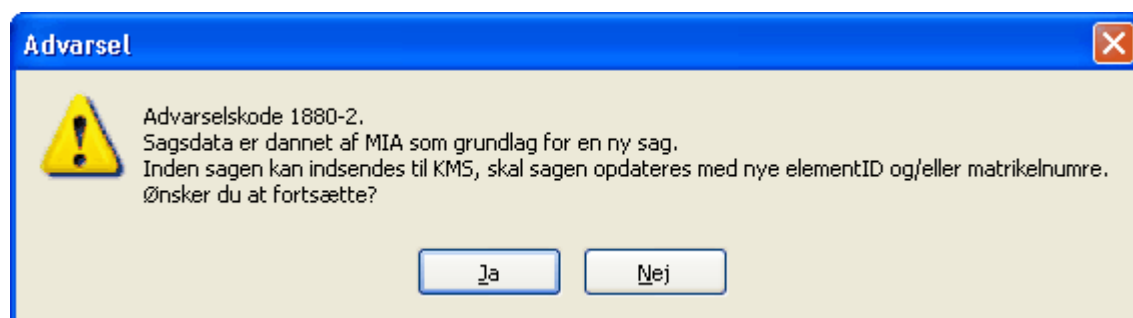 Advarsel
Advarselskode 1880-2.
Sagsdata er dannet af MIA som grundlag for en ny sag.
Inden sagen kan indsendes til KMS, skal sagen opdateres med nye elementID og/eller matrikelnumre.
Ønsker du at fortsætte?
Ja
Nej